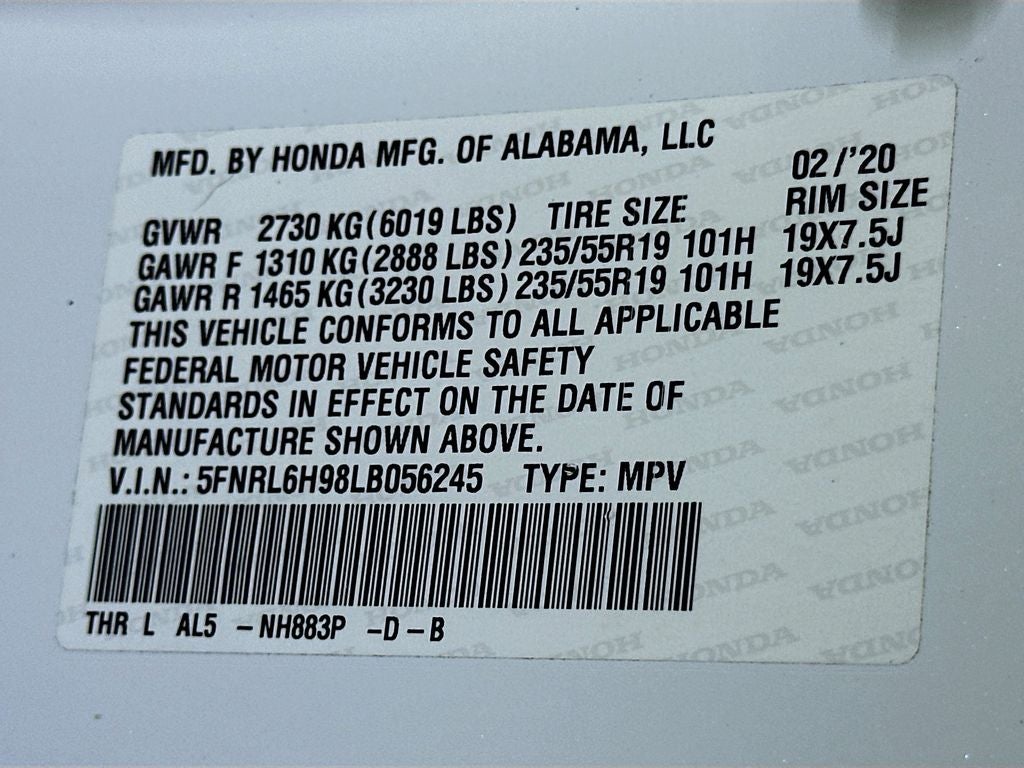 MFD. BY HONDA MFG. OF ALABAMA, LLC 02/'20
GVWR 2730 KG(6019 LBS) TIRE SIZE RIM SIZE
GAWR F 1310 KG(2888 LBS) 235/55R19 101H 19X7.5J
GAWR R 1465 KG(3230 LBS) 235/55R19 101H 19X7.5J
THIS VEHICLE CONFORMS TO ALL APPLICABLE
FEDERAL MOTOR VEHICLE SAFETY
STANDARDS IN EFFECT ON THE DATE OF
MANUFACTURE SHOWN ABOVE.
V.I.N.: 5FNRL6H98LB056245 TYPE: MPV
THR L AL5 -NH883P -D-B